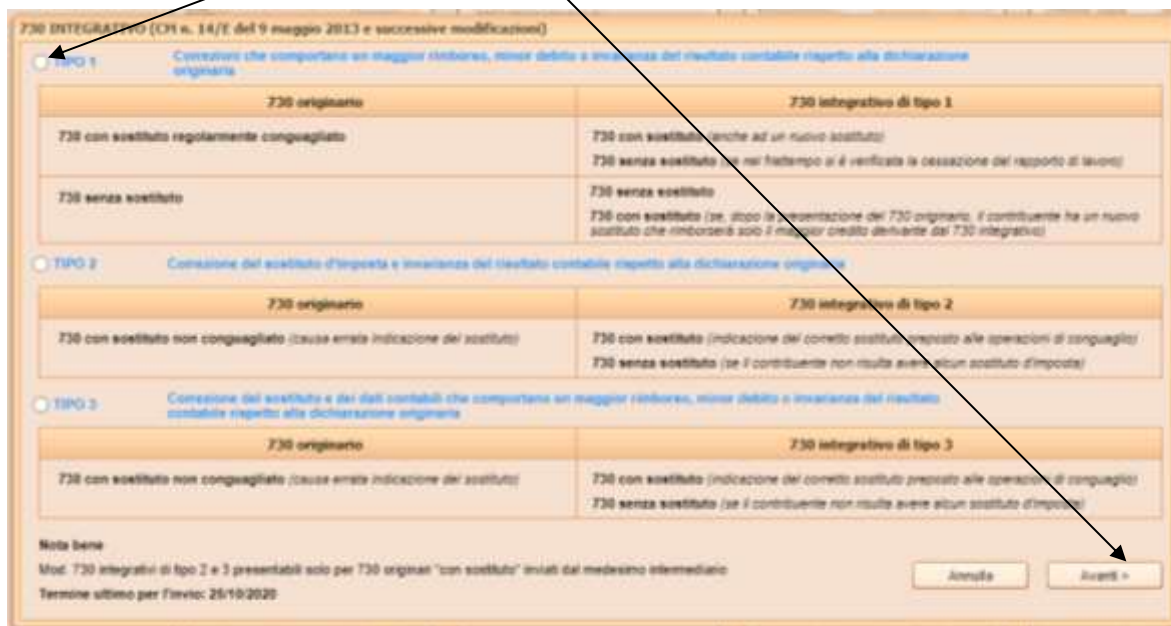 730 INTEGRATIVO (CM n. 14/E del 9 maggio 2013 e successive modificazioni)
TIPO 1 Correzioni che comportano un maggior rimborso, minor debito o invarianza del risultato contabile rispetto alla dichiarazione
originaria
730 originario 730 integrativo di tipo 1
730 con sostituto regolarmente conguagliato 730 con sostituto (anche ad un nuovo sostituto)
730 senza sostituto (se nel frattempo si è verificata la cessazione del rapporto di lavoro)
730 senza sostituto 730 senza sostituto
730 con sostituto (se, dopo la presentazione del 730 originario, il contribuente ha un nuovo
sostituto che rimborserà solo il maggior credito derivante dal 730 integrativo)
TIPO 2 Correzione del sostituto d'imposta e invarianza del risultato contabile rispetto alla dichiarazione originaria
730 originario 730 integrativo di tipo 2
730 con sostituto non conguagliato (causa errata indicazione del sostituto) 730 con sostituto (indicazione del corretto sostituto preposto alle operazioni di conguaglio)
730 senza sostituto (se il contribuente non risulta avere alcun sostituto d'imposta)
TIPO 3 Correzione del sostituto e dei dati contabili che comportano un maggior rimborso, minor debito o invarianza del risultato
contabile rispetto alla dichiarazione originaria
730 originario 730 integrativo di tipo 3
730 con sostituto non conguagliato (causa errata indicazione del sostituto) 730 con sostituto (indicazione del corretto sostituto preposto alle operazioni di conguaglio)
730 senza sostituto (se il contribuente non risulta avere alcun sostituto d'imposta)
Nota bene
Mod. 730 integrativi di tipo 2 e 3 presentabili solo per 730 originari "con sostituto" inviati dal medesimo intermediario
Termine ultimo per l'invio: 25/10/2020
Annulla Avanti >